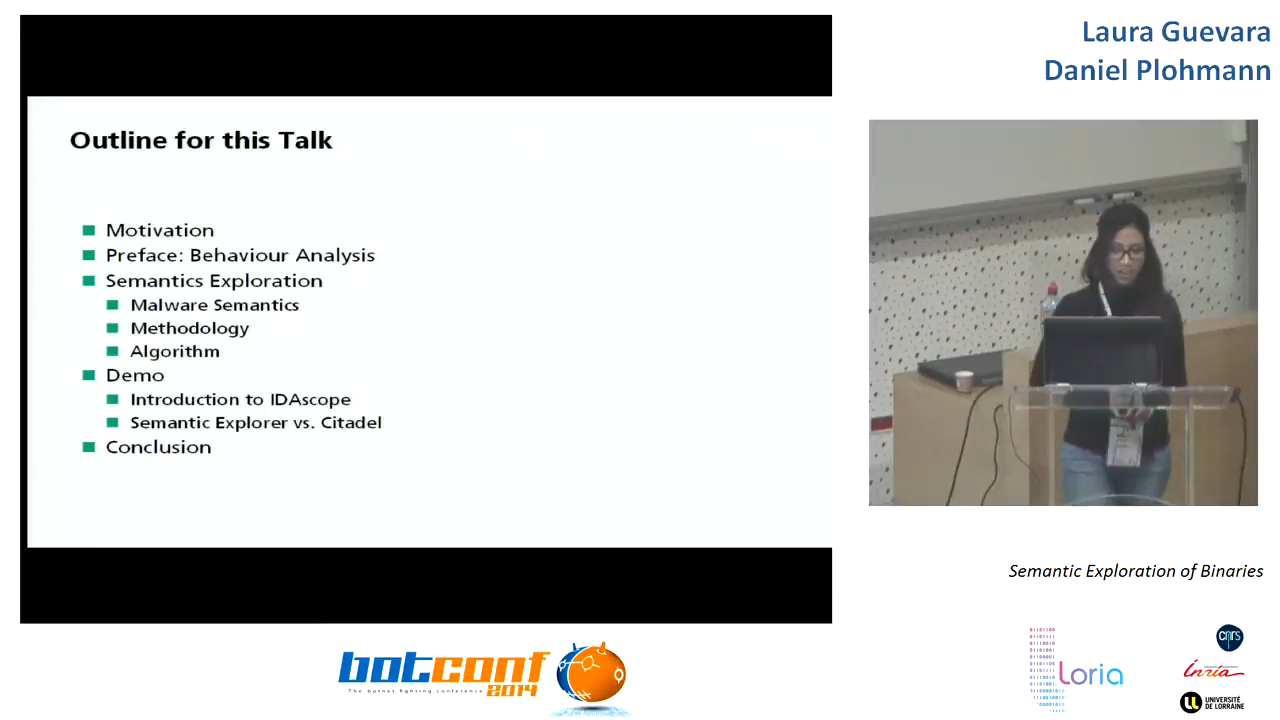 Laura Guevara
Daniel Plohmann
Outline for this Talk
Motivation
Preface: Behaviour Analysis
Semantics Exploration
Malware Semantics
Methodology
Algorithm
Demo
Introduction to IDAscope
Semantic Explorer vs. Citadel
Conclusion
Semantic Exploration of Binaries
botconf
2014
The botnet fighting conference
Loria
cnrs
Inria
UNIVERSITÉ
DE LORRAINE